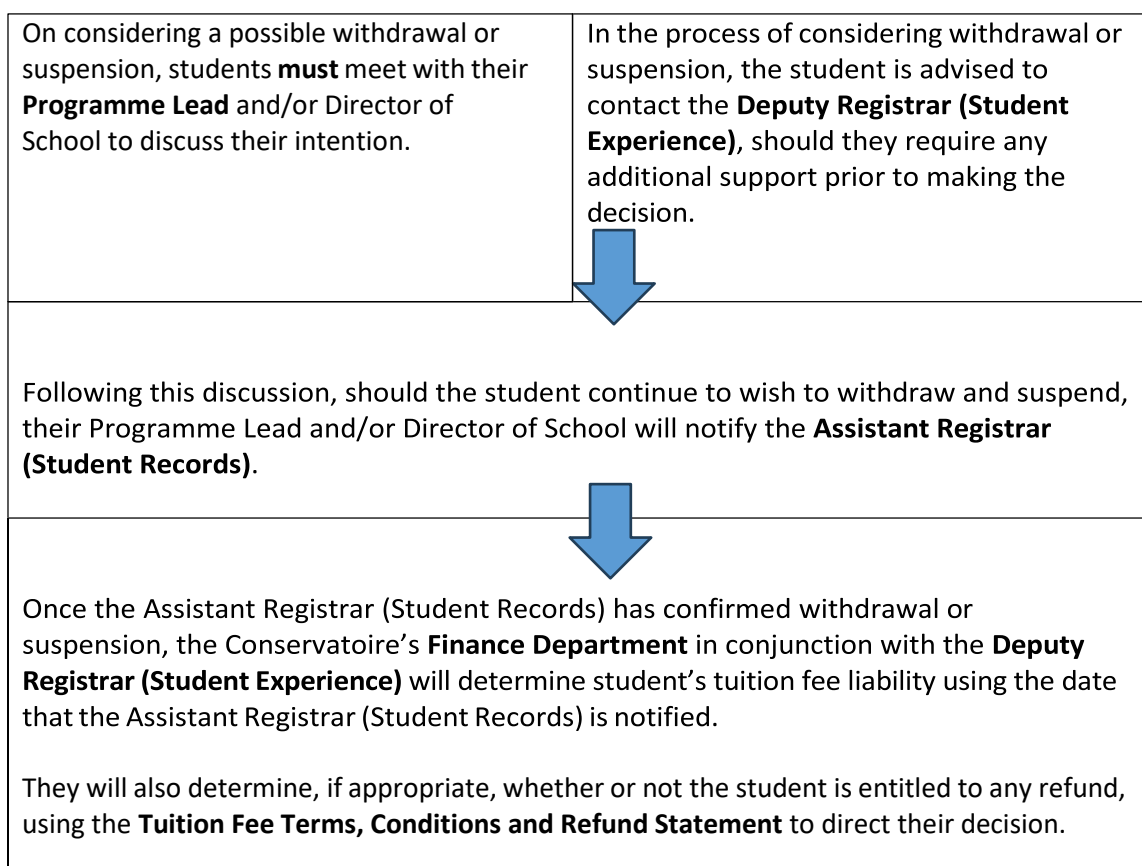 On considering a possible withdrawal or
suspension, students must meet with their
Programme Lead and/or Director of
School to discuss their intention.
In the process of considering withdrawal or
suspension, the student is advised to
contact the Deputy Registrar (Student
Experience), should they require any
additional support prior to making the
decision.
Following this discussion, should the student continue to wish to withdraw and suspend,
their Programme Lead and/or Director of School will notify the Assistant Registrar
(Student Records).
Once the Assistant Registrar (Student Records) has confirmed withdrawal or
suspension, the Conservatoire’s Finance Department in conjunction with the Deputy
Registrar (Student Experience) will determine student’s tuition fee liability using the date
that the Assistant Registrar (Student Records) is notified.
They will also determine, if appropriate, whether or not the student is entitled to any refund,
using the Tuition Fee Terms, Conditions and Refund Statement to direct their decision.